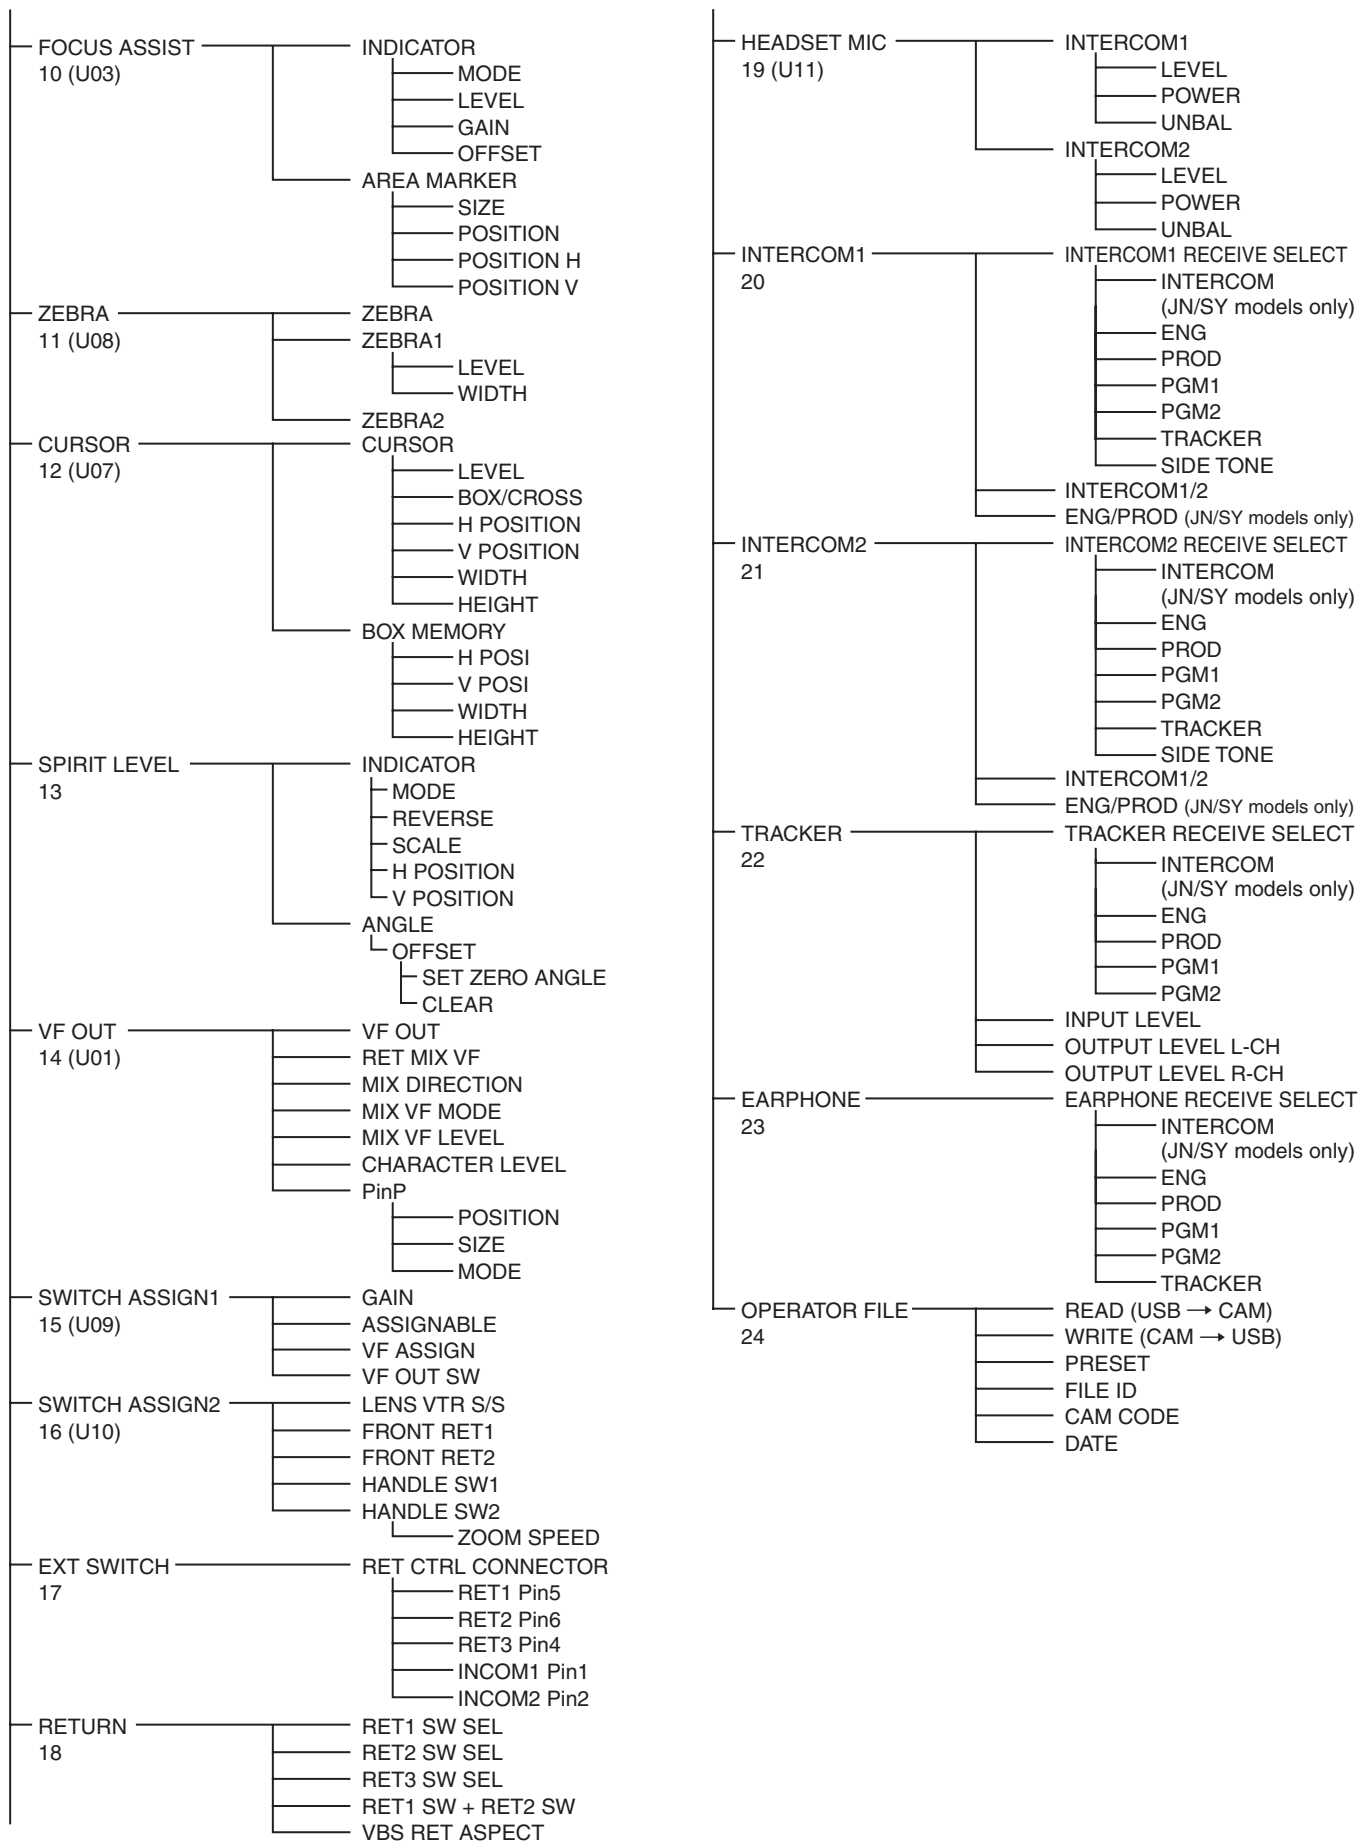 FOCUS ASSIST
10 (U03)
INDICATOR
MODE
LEVEL
GAIN
OFFSET
AREA MARKER
SIZE
POSITION
POSITION H
POSITION V
ZEBRA
11 (U08)
ZEBRA
ZEBRA1
LEVEL
WIDTH
ZEBRA2
CURSOR
12 (U07)
CURSOR
LEVEL
BOX/CROSS
H POSITION
V POSITION
WIDTH
HEIGHT
BOX MEMORY
H POSI
V POSI
WIDTH
HEIGHT
SPIRIT LEVEL
13
INDICATOR
MODE
REVERSE
SCALE
H POSITION
V POSITION
ANGLE
OFFSET
SET ZERO ANGLE
CLEAR
VF OUT
14 (U01)
VF OUT
RET MIX VF
MIX DIRECTION
MIX VF MODE
MIX VF LEVEL
CHARACTER LEVEL
PinP
POSITION
SIZE
MODE
SWITCH ASSIGN1
15 (U09)
GAIN
ASSIGNABLE
VF ASSIGN
VF OUT SW
SWITCH ASSIGN2
16 (U10)
LENS VTR S/S
FRONT RET1
FRONT RET2
HANDLE SW1
HANDLE SW2
ZOOM SPEED
EXT SWITCH
17
RET CTRL CONNECTOR
RET1 Pin5
RET2 Pin6
RET3 Pin4
INCOM1 Pin1
INCOM2 Pin2
RETURN
18
RET1 SW SEL
RET2 SW SEL
RET3 SW SEL
RET1 SW + RET2 SW
VBS RET ASPECT
HEADSET MIC
19 (U11)
INTERCOM1
LEVEL
POWER
UNBAL
INTERCOM2
LEVEL
POWER
UNBAL
INTERCOM1
20
INTERCOM1 RECEIVE SELECT
INTERCOM
(JN/SY models only)
ENG
PROD
PGM1
PGM2
TRACKER
SIDE TONE
INTERCOM1/2
ENG/PROD (JN/SY models only)
INTERCOM2
21
INTERCOM2 RECEIVE SELECT
INTERCOM
(JN/SY models only)
ENG
PROD
PGM1
PGM2
TRACKER
SIDE TONE
INTERCOM1/2
ENG/PROD (JN/SY models only)
TRACKER
22
TRACKER RECEIVE SELECT
INTERCOM
(JN/SY models only)
ENG
PROD
PGM1
PGM2
INPUT LEVEL
OUTPUT LEVEL L-CH
OUTPUT LEVEL R-CH
EARPHONE
23
EARPHONE RECEIVE SELECT
INTERCOM
(JN/SY models only)
ENG
PROD
PGM1
PGM2
TRACKER
OPERATOR FILE
24
READ (USB → CAM)
WRITE (CAM → USB)
PRESET
FILE ID
CAM CODE
DATE